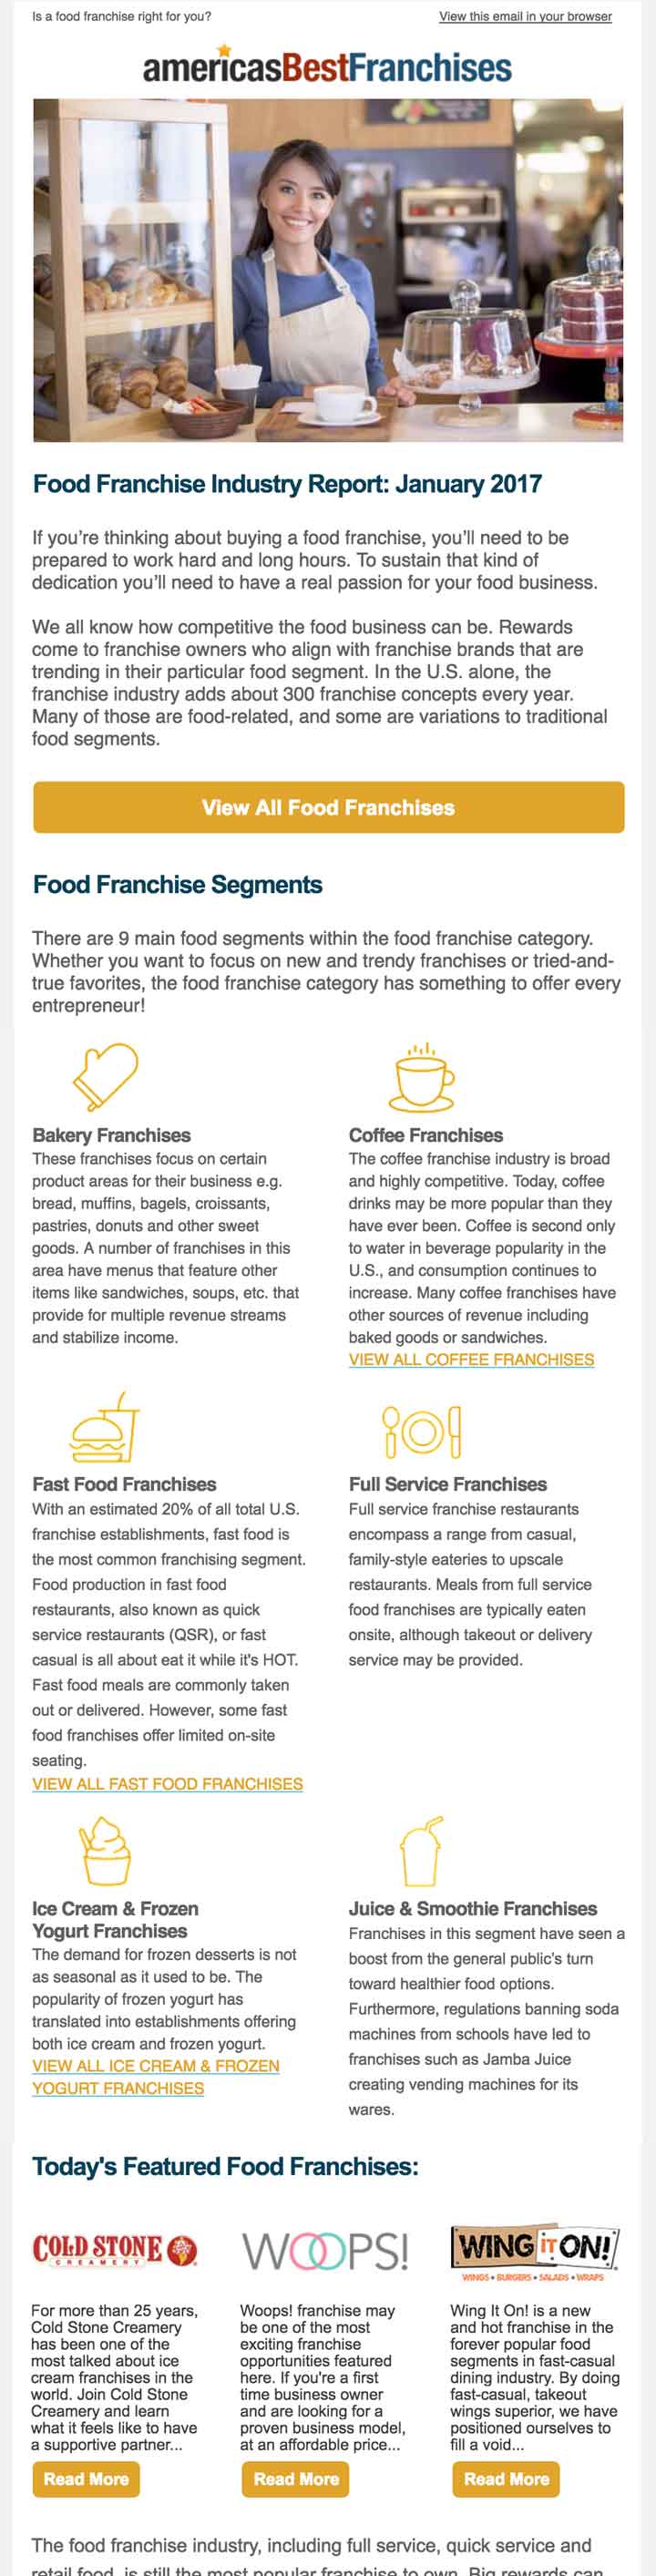 Is a food franchise right for you?
View this email in your browser
americasBestFranchises
Food Franchise Industry Report: January 2017
If you're thinking about buying a food franchise, you'll need to be
prepared to work hard and long hours. To sustain that kind of
dedication you'll need to have a real passion for your food business.
We all know how competitive the food business can be. Rewards
come to franchise owners who align with franchise brands that are
trending in their particular food segment. In the U.S. alone, the
franchise industry adds about 300 franchise concepts every year.
Many of those are food-related, and some are variations to traditional
food segments.
View All Food Franchises
Food Franchise Segments
There are 9 main food segments within the food franchise category.
Whether you want to focus on new and trendy franchises or tried-and-
true favorites, the food franchise category has something to offer every
entrepreneur!
Bakery Franchises
These franchises focus on certain
product areas for their business e.g.
bread, muffins, bagels, croissants,
pastries, donuts and other sweet
goods. A number of franchises in this
area have menus that feature other
items like sandwiches, soups, etc. that
provide for multiple revenue streams
and stabilize income.
Coffee Franchises
The coffee franchise industry is broad
and highly competitive. Today, coffee
drinks may be more popular than they
have ever been. Coffee is second only
to water in beverage popularity in the
U.S., and consumption continues to
increase. Many coffee franchises have
other sources of revenue including
baked goods or sandwiches.
VIEW ALL COFFEE FRANCHISES
Fast Food Franchises
With an estimated 20% of all total U.S.
franchise establishments, fast food is
the most common franchising segment.
Food production in fast food
restaurants, also known as quick
service restaurants (QSR), or fast
casual is all about eat it while it's HOT.
Fast food meals are commonly taken
out or delivered. However, some fast
food franchises offer limited on-site
seating.
VIEW ALL FAST FOOD FRANCHISES
Full Service Franchises
Full service franchise restaurants
encompass a range from casual,
family-style eateries to upscale
restaurants. Meals from full service
food franchises are typically eaten
onsite, although takeout or delivery
service may be provided.
Ice Cream & Frozen
Yogurt Franchises
The demand for frozen desserts is not
as seasonal as it used to be. The
popularity of frozen yogurt has
translated into establishments offering
both ice cream and frozen yogurt.
VIEW ALL ICE CREAM & FROZEN
YOGURT FRANCHISES
Juice & Smoothie Franchises
Franchises in this segment have seen a
boost from the general public's turn
toward healthier food options.
Furthermore, regulations banning soda
machines from schools have led to
franchises such as Jamba Juice
creating vending machines for its
wares.
Today's Featured Food Franchises:
COLD STONE
CREAMERY
For more than 25 years,
Cold Stone Creamery
has been one of the
most talked about ice
cream franchises in the
world. Join Cold Stone
Creamery and learn
what it feels like to have
a supportive partner...
Read More
WOOPS!
Woops! franchise may
be one of the most
exciting franchise
opportunities featured
here. If you're a first
time business owner
and are looking for a
proven business model,
at an affordable price...
Read More
WING IT ON!
WINGS • BURGERS • SALADS • WRAPS
Wing It On! is a new
and hot franchise in the
forever popular food
segments in fast-casual
dining industry. By doing
fast-casual, takeout
wings superior, we have
positioned ourselves to
fill a void...
Read More
The food franchise industry, including full service, quick service and
retail food, is still the most popular franchise to own. Big rewards can